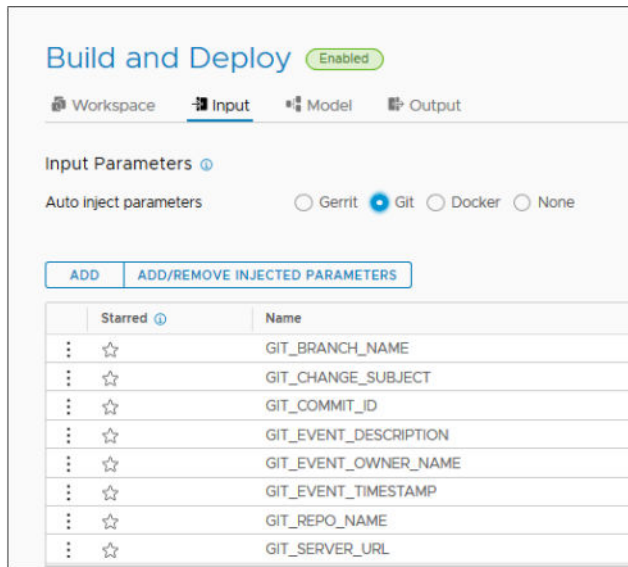 Build and Deploy Enabled
Workspace Input Model Output
Input Parameters
Auto inject parameters Gerrit Git Docker None
ADD ADD/REMOVE INJECTED PARAMETERS
Starred Name
GIT_BRANCH_NAME
GIT_CHANGE_SUBJECT
GIT_COMMIT_ID
GIT_EVENT_DESCRIPTION
GIT_EVENT_OWNER_NAME
GIT_EVENT_TIMESTAMP
GIT_REPO_NAME
GIT_SERVER_URL